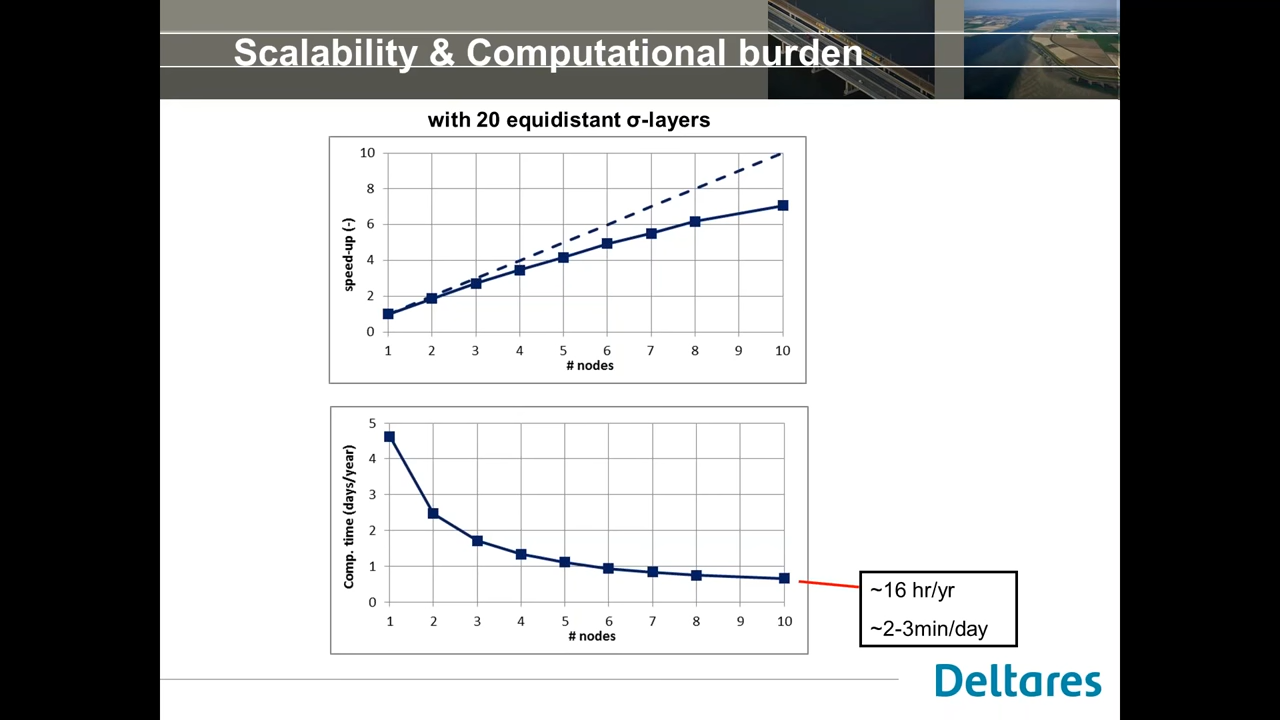 Scalability & Computational burden
with 20 equidistant σ-layers
10
8
6
4
2
0
speed-up (-)
1 2 3 4 5 6 7 8 9 10
# nodes
5
4
3
2
1
0
Comp. time (days/year)
1 2 3 4 5 6 7 8 9 10
# nodes
~16 hr/yr
~2-3min/day
Deltares